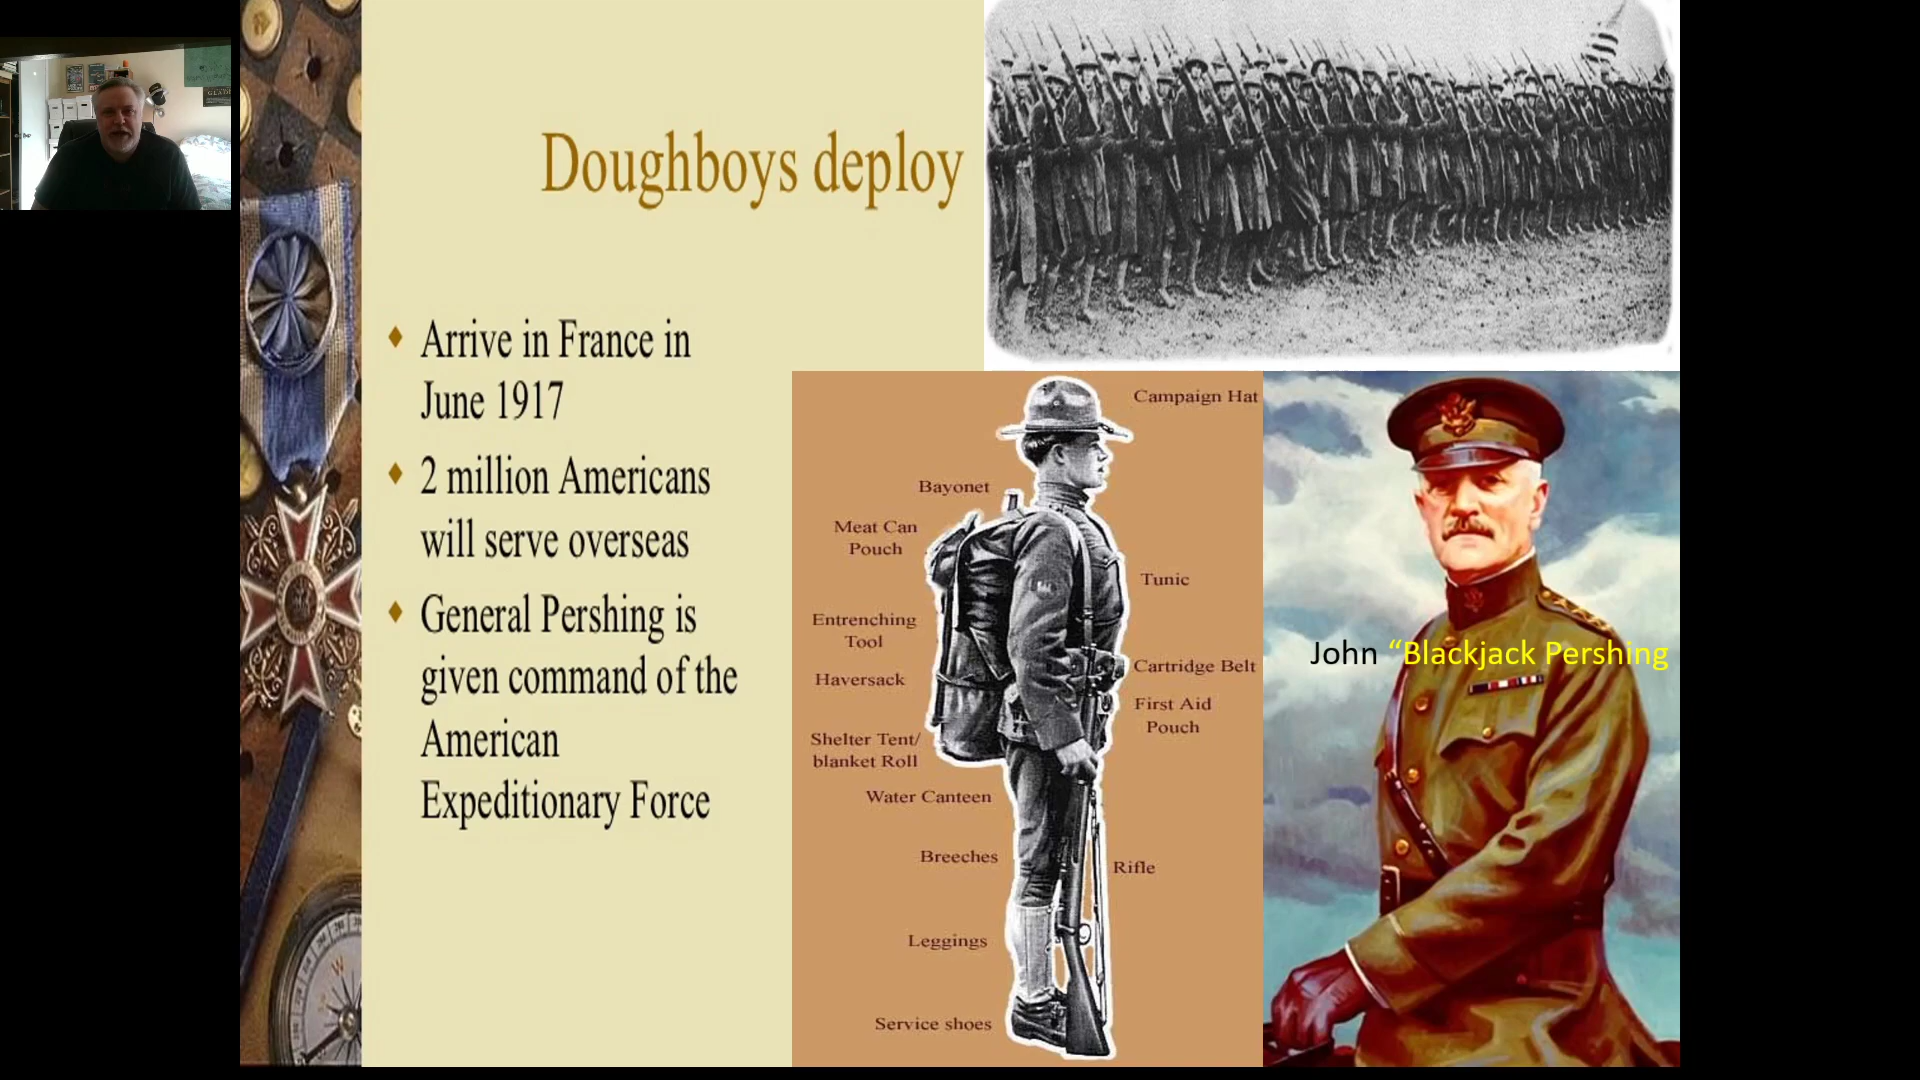 Doughboys deploy
Arrive in France in
June 1917
2 million Americans
will serve overseas
General Pershing is
given command of the
American
Expeditionary Force
Campaign Hat
Bayonet
Meat Can
Pouch
Tunic
Entrenching
Tool
Cartridge Belt
Haversack
First Aid
Pouch
Shelter Tent/
blanket Roll
Water Canteen
Breeches
Rifle
Leggings
Service shoes
John “Blackjack Pershing